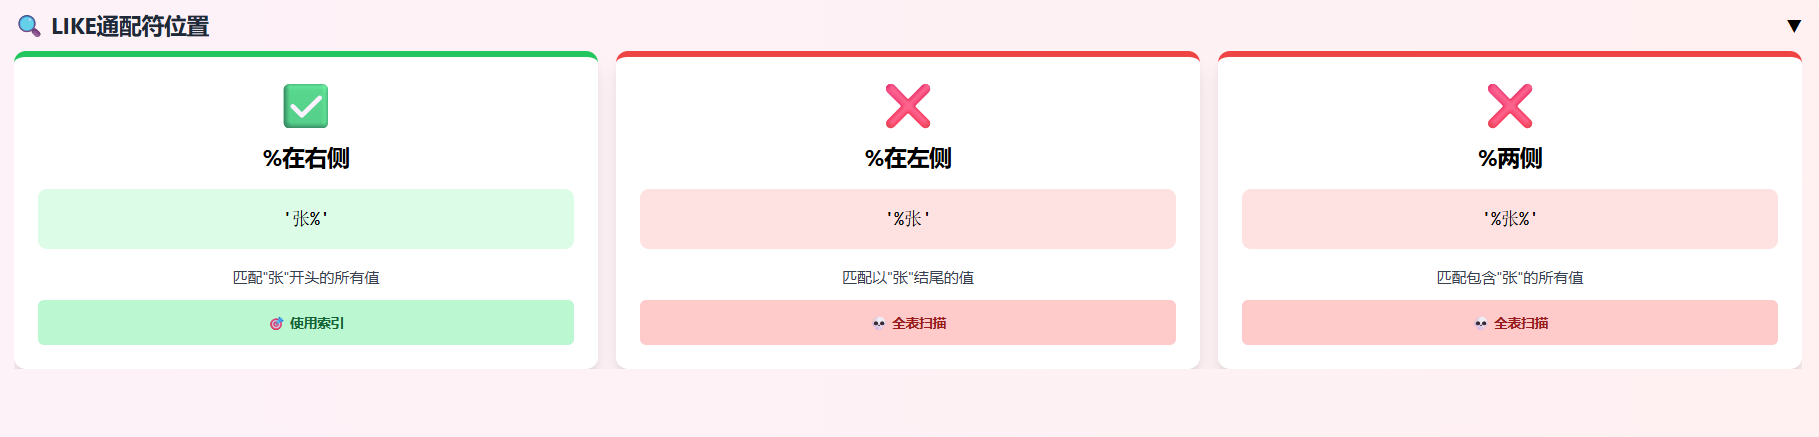 LIKE通配符位置
▼
%在右侧
'张%'
匹配"张"开头的所有值
使用索引
%在左侧
'%张'
匹配以"张"结尾的值
全表扫描
%两侧
'%张%'
匹配包含"张"的所有值
全表扫描